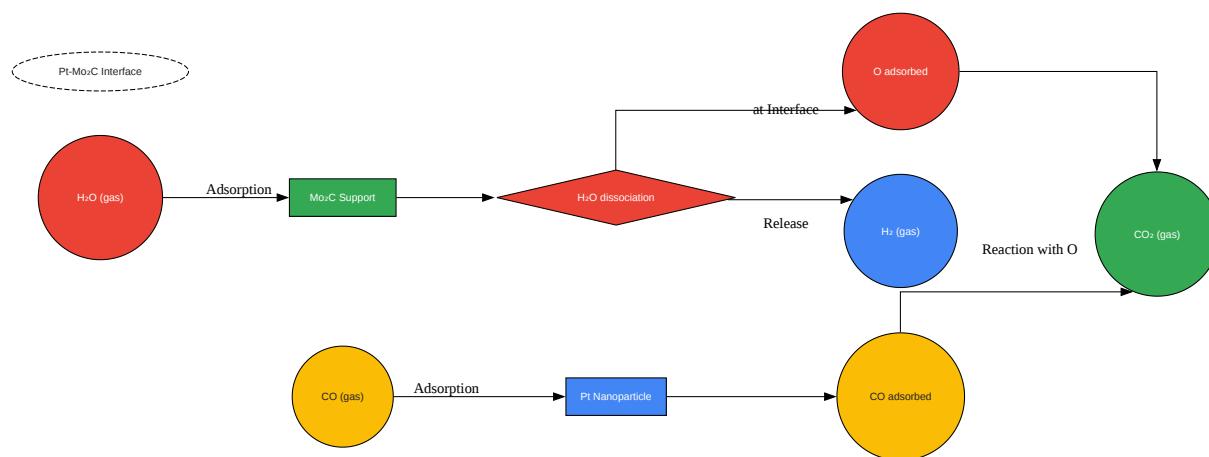 O adsorbed
Pt-Mo₂C Interface
at Interface
H₂O (gas)
Adsorption
Mo₂C Support
H₂O dissociation
Release
H₂ (gas)
CO₂ (gas)
Reaction with O
CO (gas)
Adsorption
Pt Nanoparticle
CO adsorbed